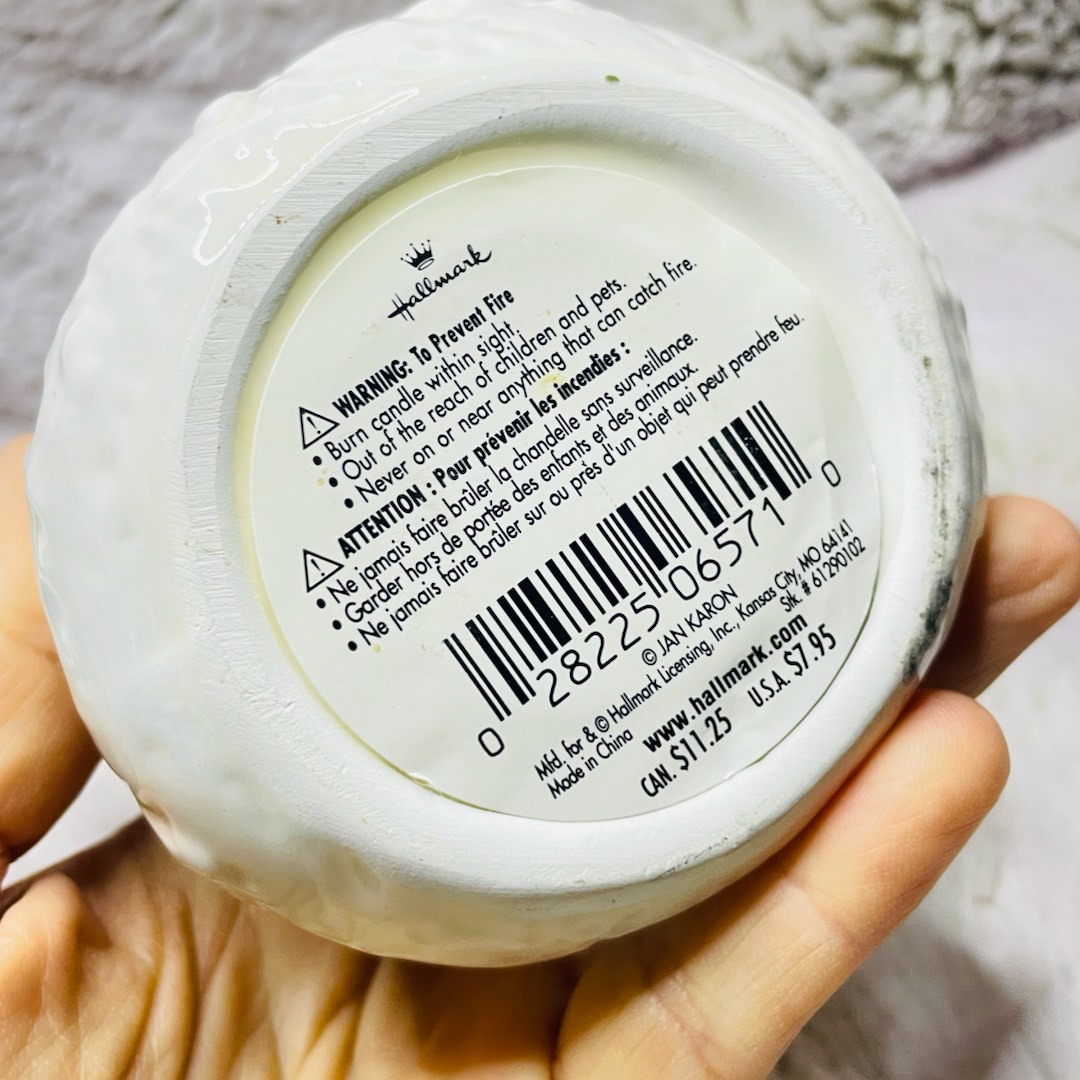 Hallmark
WARNING: To Prevent Fire
• Burn candle within sight.
• Out of the reach of children and pets.
• Never on or near anything that can catch fire.
ATTENTION : Pour prévenir les incendies :
• Ne jamais faire brûler la chandelle sans surveillance.
• Garder hors de portée des enfants et des animaux.
• Ne jamais faire brûler sur ou près d'un objet qui peut prendre feu.
0 28225 06571 0
© JAN KARON
Mfd. for & © Hallmark Licensing, Inc., Kansas City, MO 64141
Made in China Stk. # 61290102
www.hallmark.com
CAN. $11.25 U.S.A. $7.95